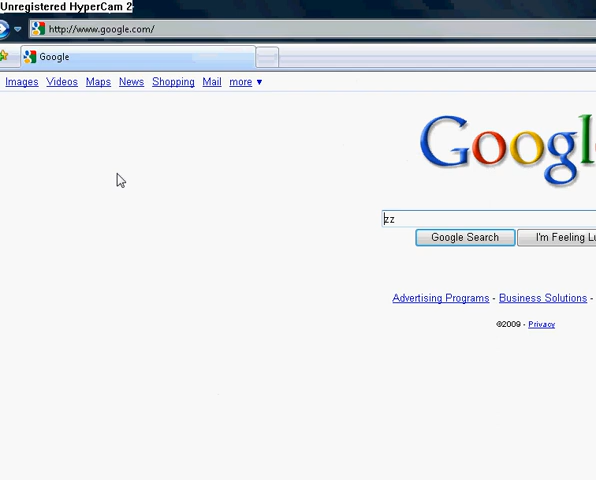 Unregistered HyperCam 2
http://www.google.com/
Google
Images Videos Maps News Shopping Mail more ▼
Googl
zz
Google Search I'm Feeling Lu
Advertising Programs - Business Solutions -
©2009 - Privacy